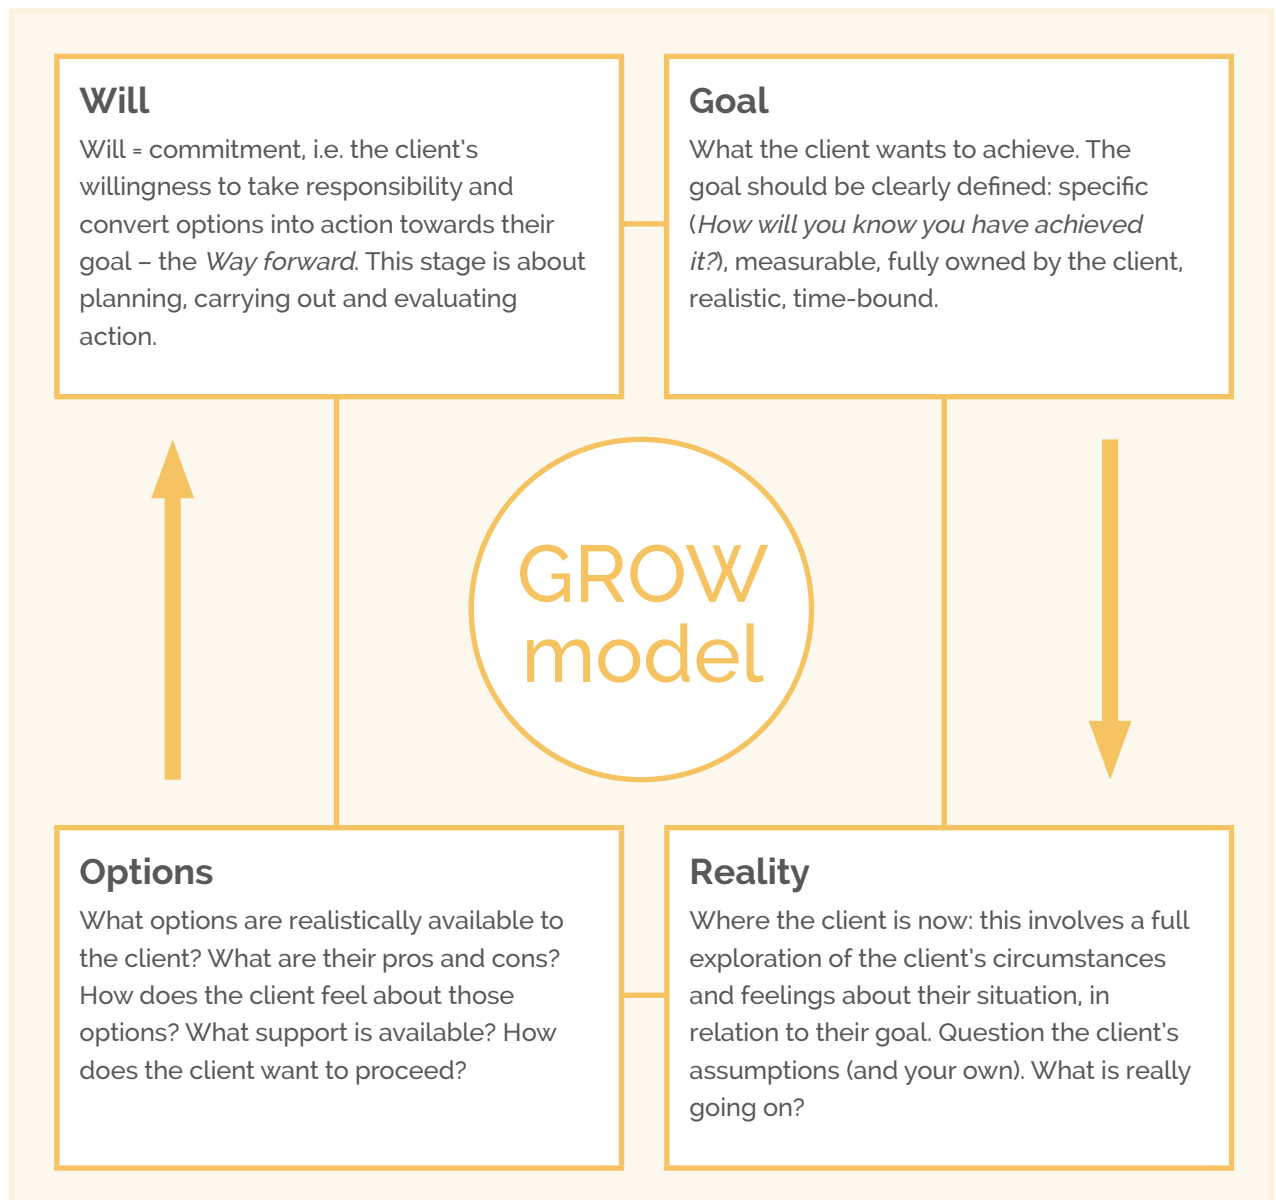 Will
Will = commitment, i.e. the client's
willingness to take responsibility and
convert options into action towards their
goal – the Way forward. This stage is about
planning, carrying out and evaluating
action.
Goal
What the client wants to achieve. The
goal should be clearly defined: specific
(How will you know you have achieved
it?), measurable, fully owned by the client,
realistic, time-bound.
GROW
model
Options
What options are realistically available to
the client? What are their pros and cons?
How does the client feel about those
options? What support is available? How
does the client want to proceed?
Reality
Where the client is now: this involves a full
exploration of the client's circumstances
and feelings about their situation, in
relation to their goal. Question the client's
assumptions (and your own). What is really
going on?